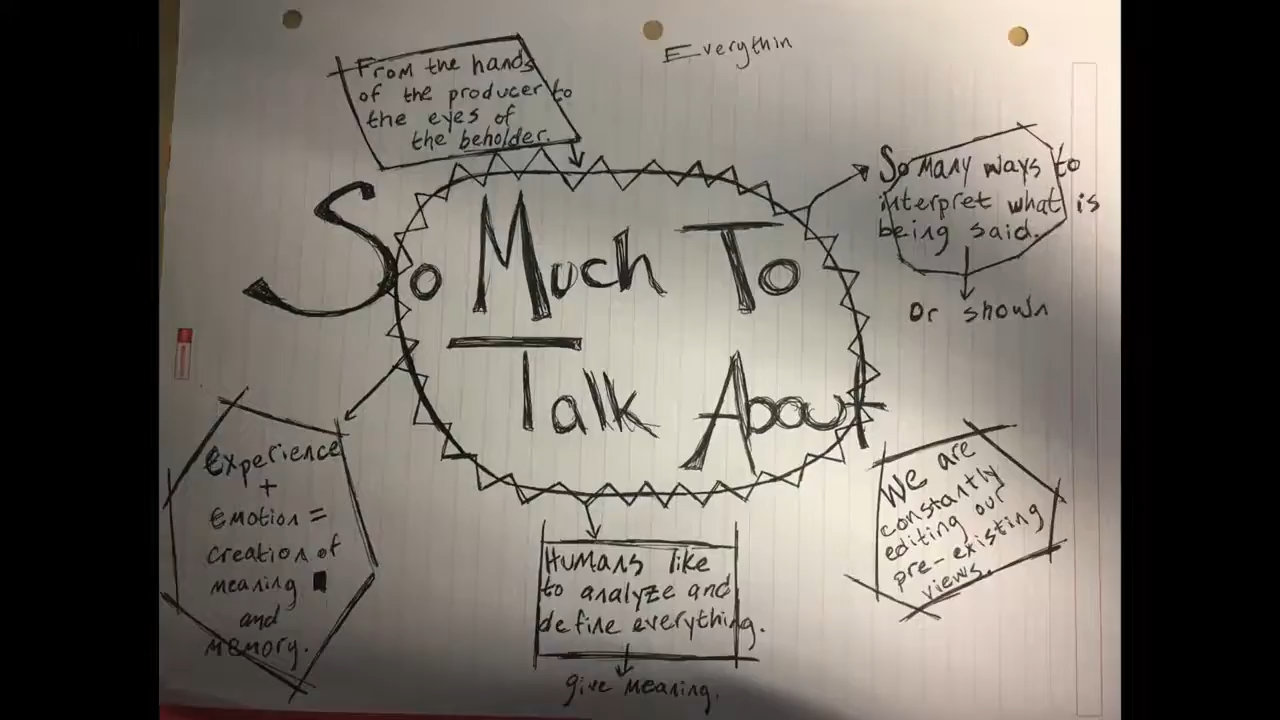 Everythin
From the hands
of the producer to
the eyes of
the beholder.
So Much To
Talk About
So many ways to
interpret what is
being said.
Or shown
Experience
+
Emotion =
creation of
meaning
and
memory.
Humans like
to analyze and
define everything.
give meaning.
We are
constantly
editing our
pre-existing
views.